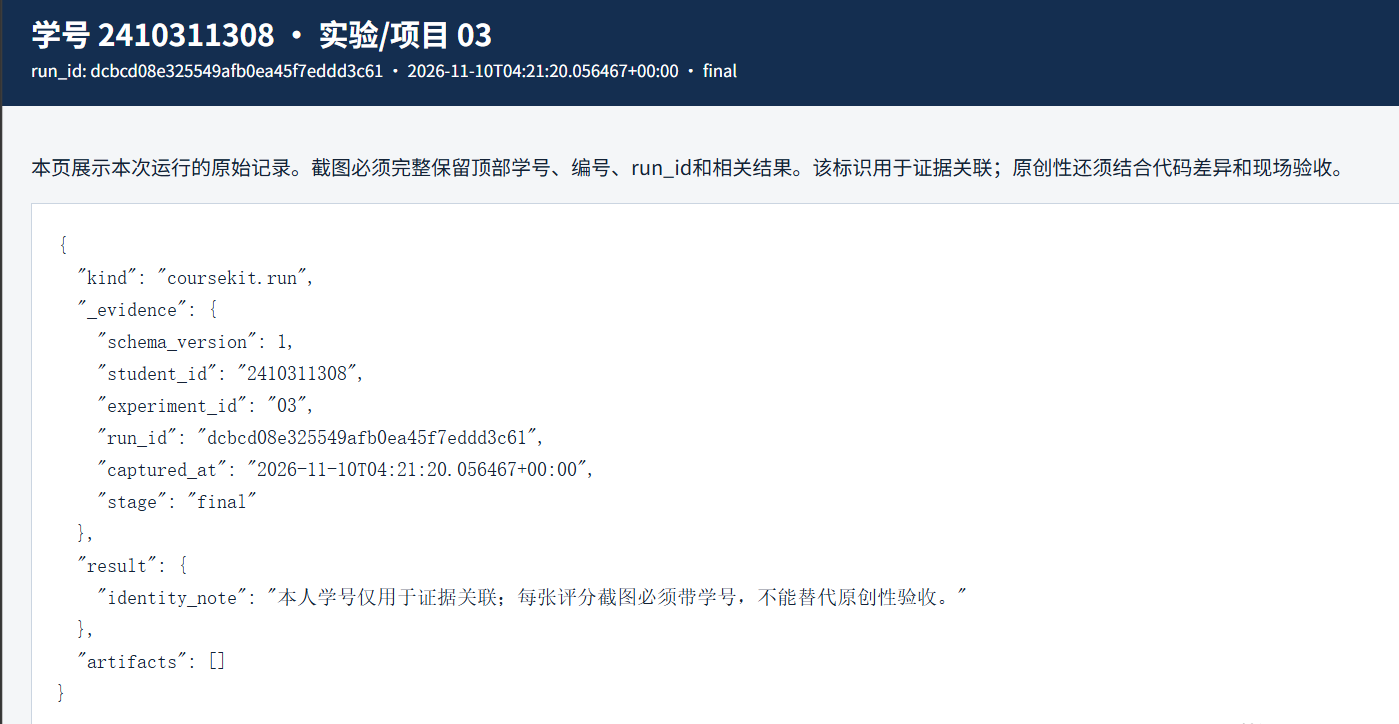 学号 2410311308 · 实验/项目 03
run_id: dcbcd08e325549afb0ea45f7eddd3c61 · 2026-11-10T04:21:20.056467+00:00 · final
本页展示本次运行的原始记录。截图必须完整保留顶部学号、编号、run_id和相关结果。该标识用于证据关联；原创性还须结合代码差异和现场验收。
{
  "kind": "coursekit.run",
  "_evidence": {
    "schema_version": 1,
    "student_id": "2410311308",
    "experiment_id": "03",
    "run_id": "dcbcd08e325549afb0ea45f7eddd3c61",
    "captured_at": "2026-11-10T04:21:20.056467+00:00",
    "stage": "final"
  },
  "result": {
    "identity_note": "本人学号仅用于证据关联；每张评分截图必须带学号，不能替代原创性验收。"
  },
  "artifacts": []
}